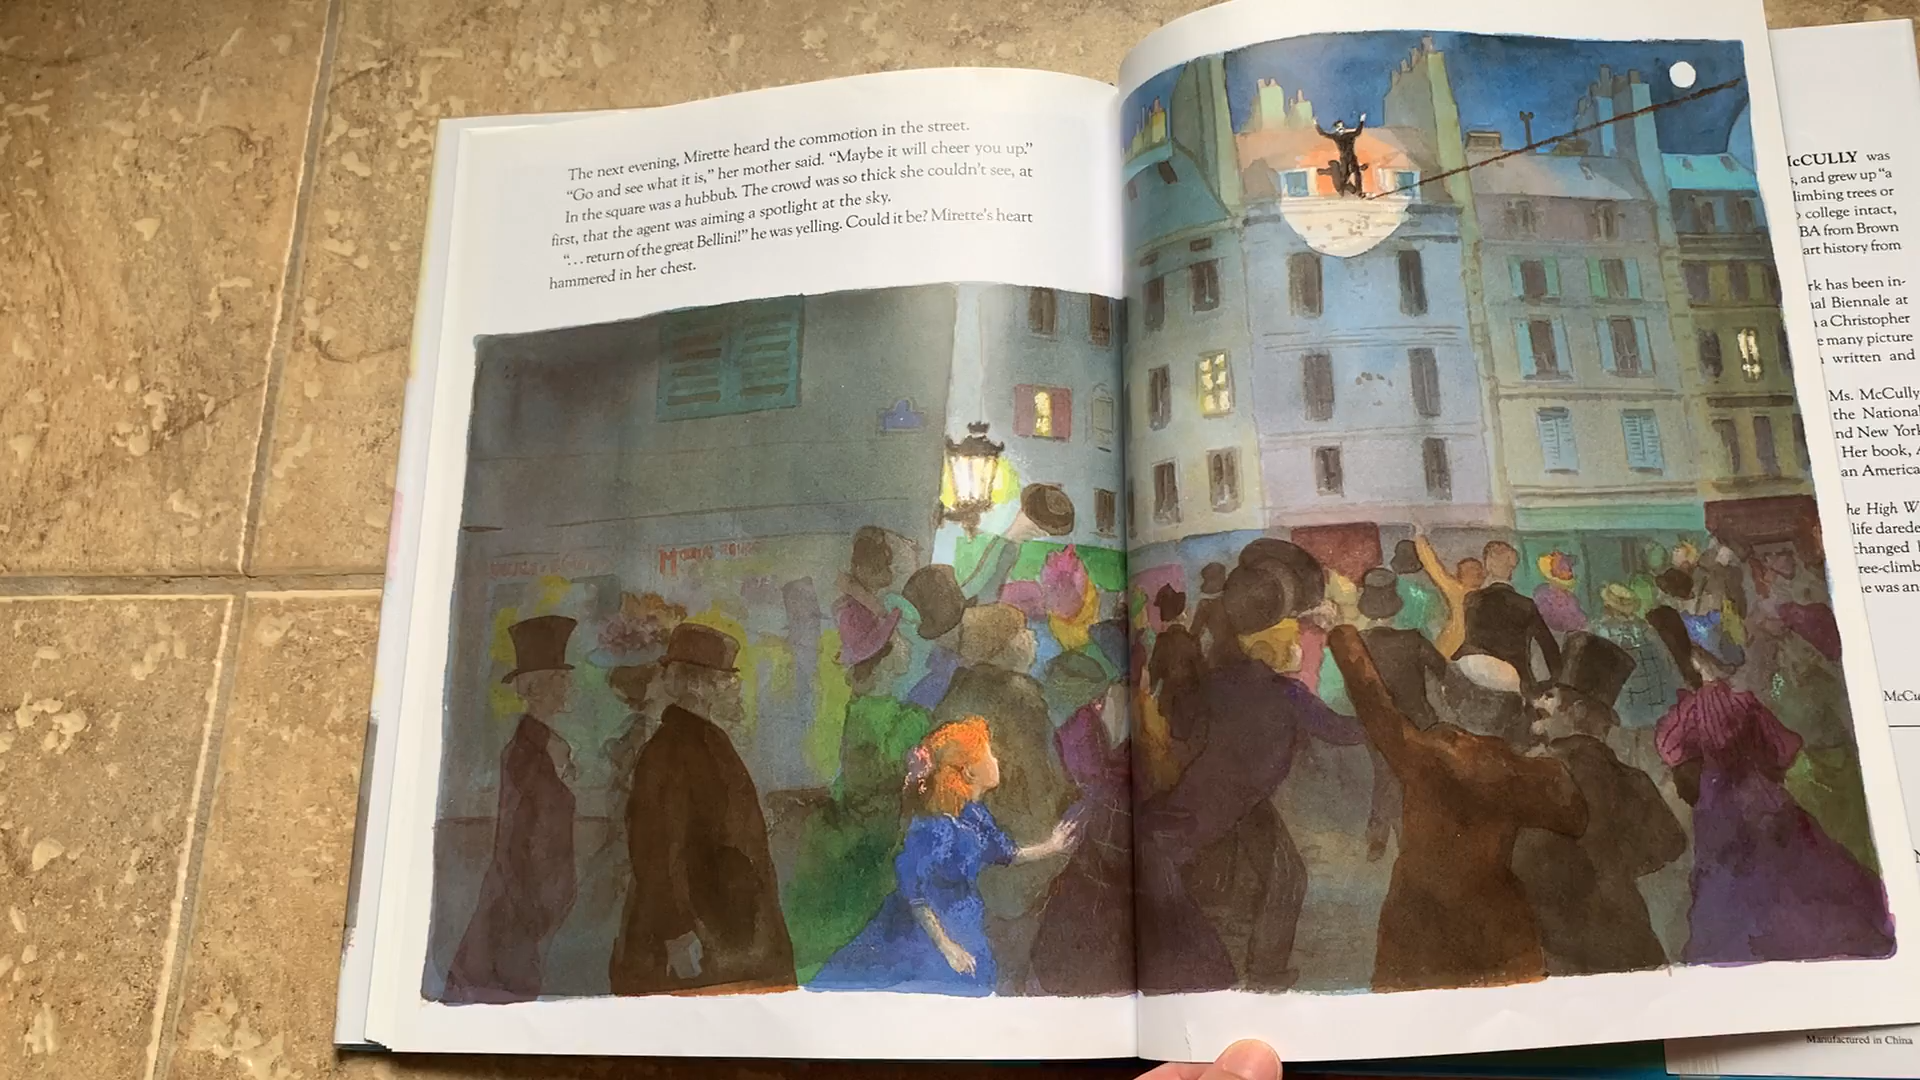 The next evening, Mirette heard the commotion in the street.
“Go and see what it is,” her mother said. “Maybe it will cheer you up.”
In the square was a hubbub. The crowd was so thick she couldn’t see, at
first, that the agent was aiming a spotlight at the sky.
“. . . return of the great Bellini!” he was yelling. Could it be? Mirette’s heart
hammered in her chest.
McCULLY was
and grew up “a
limbing trees or
college intact,
BA from Brown
art history from
rk has been in-
Biennale at
a Christopher
many picture
written and
Ms. McCully
the National
nd New York
Her book,
an America
he High W
life darede
changed
ree-climb
he was an
McCu
Manufactured in China